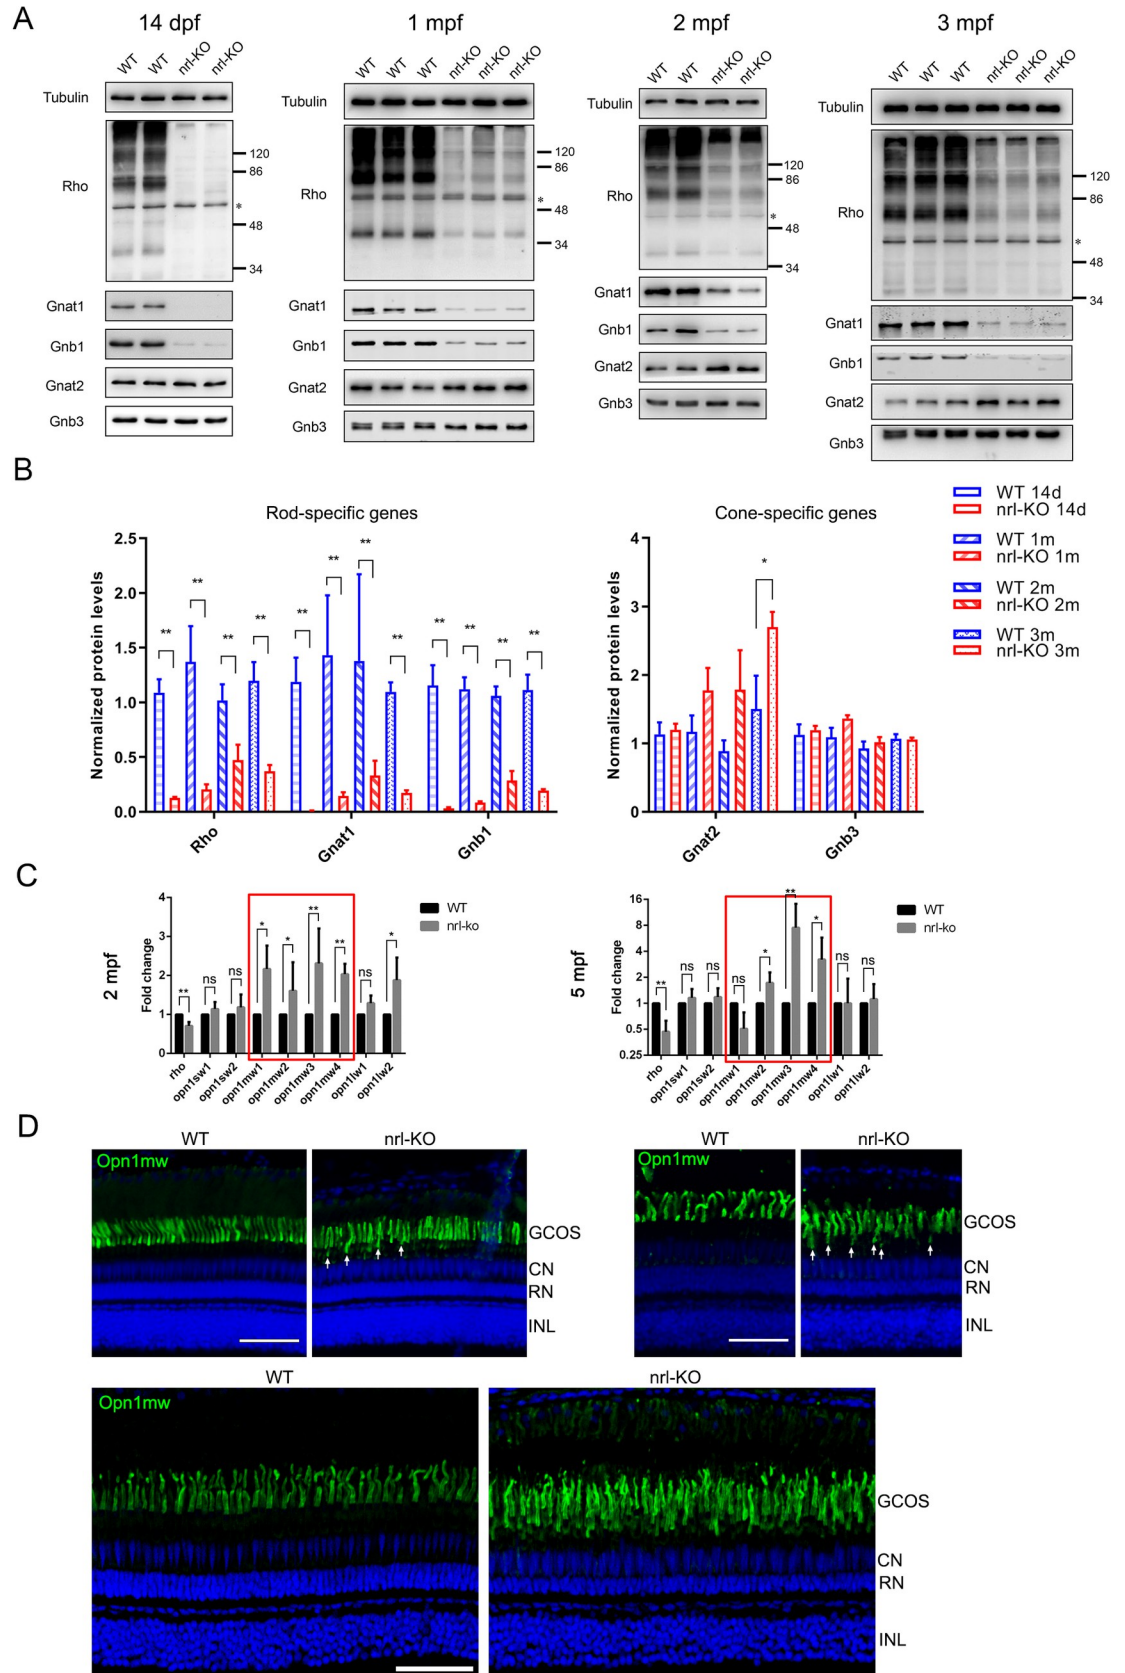 A
14 dpf
1 mpf
2 mpf
3 mpf
WT WT nrl-KO nrl-KO
WT WT WT nrl-KO nrl-KO nrl-KO
WT WT nrl-KO nrl-KO
WT WT WT nrl-KO nrl-KO nrl-KO
Tubulin
Rho
120
86
*
48
34
Gnat1
Gnb1
Gnat2
Gnb3
Tubulin
Rho
120
86
*
48
34
Gnat1
Gnb1
Gnat2
Gnb3
Tubulin
Rho
120
86
*
48
34
Gnat1
Gnb1
Gnat2
Gnb3
Tubulin
Rho
120
86
*
48
34
Gnat1
Gnb1
Gnat2
Gnb3
B
Rod-specific genes
Normalized protein levels
2.5
2.0
1.5
1.0
0.5
0.0
** ** ** ** ** ** ** ** ** ** ** **
Rho Gnat1 Gnb1
Cone-specific genes
Normalized protein levels
4
3
2
1
0
*
Gnat2 Gnb3
WT 14d
nrl-KO 14d
WT 1m
nrl-KO 1m
WT 2m
nrl-KO 2m
WT 3m
nrl-KO 3m
C
2 mpf
Fold change
4
3
2
1
0
** ns ns * * ** ** ns *
rho opn1sw1 opn1sw2 opn1mw1 opn1mw2 opn1mw3 opn1mw4 opn1lw1 opn1lw2
WT
nrl-ko
5 mpf
Fold change
16
8
4
2
1
0.5
0.25
** ns ns ns * ** * ns ns
rho opn1sw1 opn1sw2 opn1mw1 opn1mw2 opn1mw3 opn1mw4 opn1lw1 opn1lw2
WT
nrl-ko
D
WT nrl-KO
Opn1mw
GCOS
CN
RN
INL
WT nrl-KO
Opn1mw
GCOS
CN
RN
INL
WT nrl-KO
Opn1mw
GCOS
CN
RN
INL